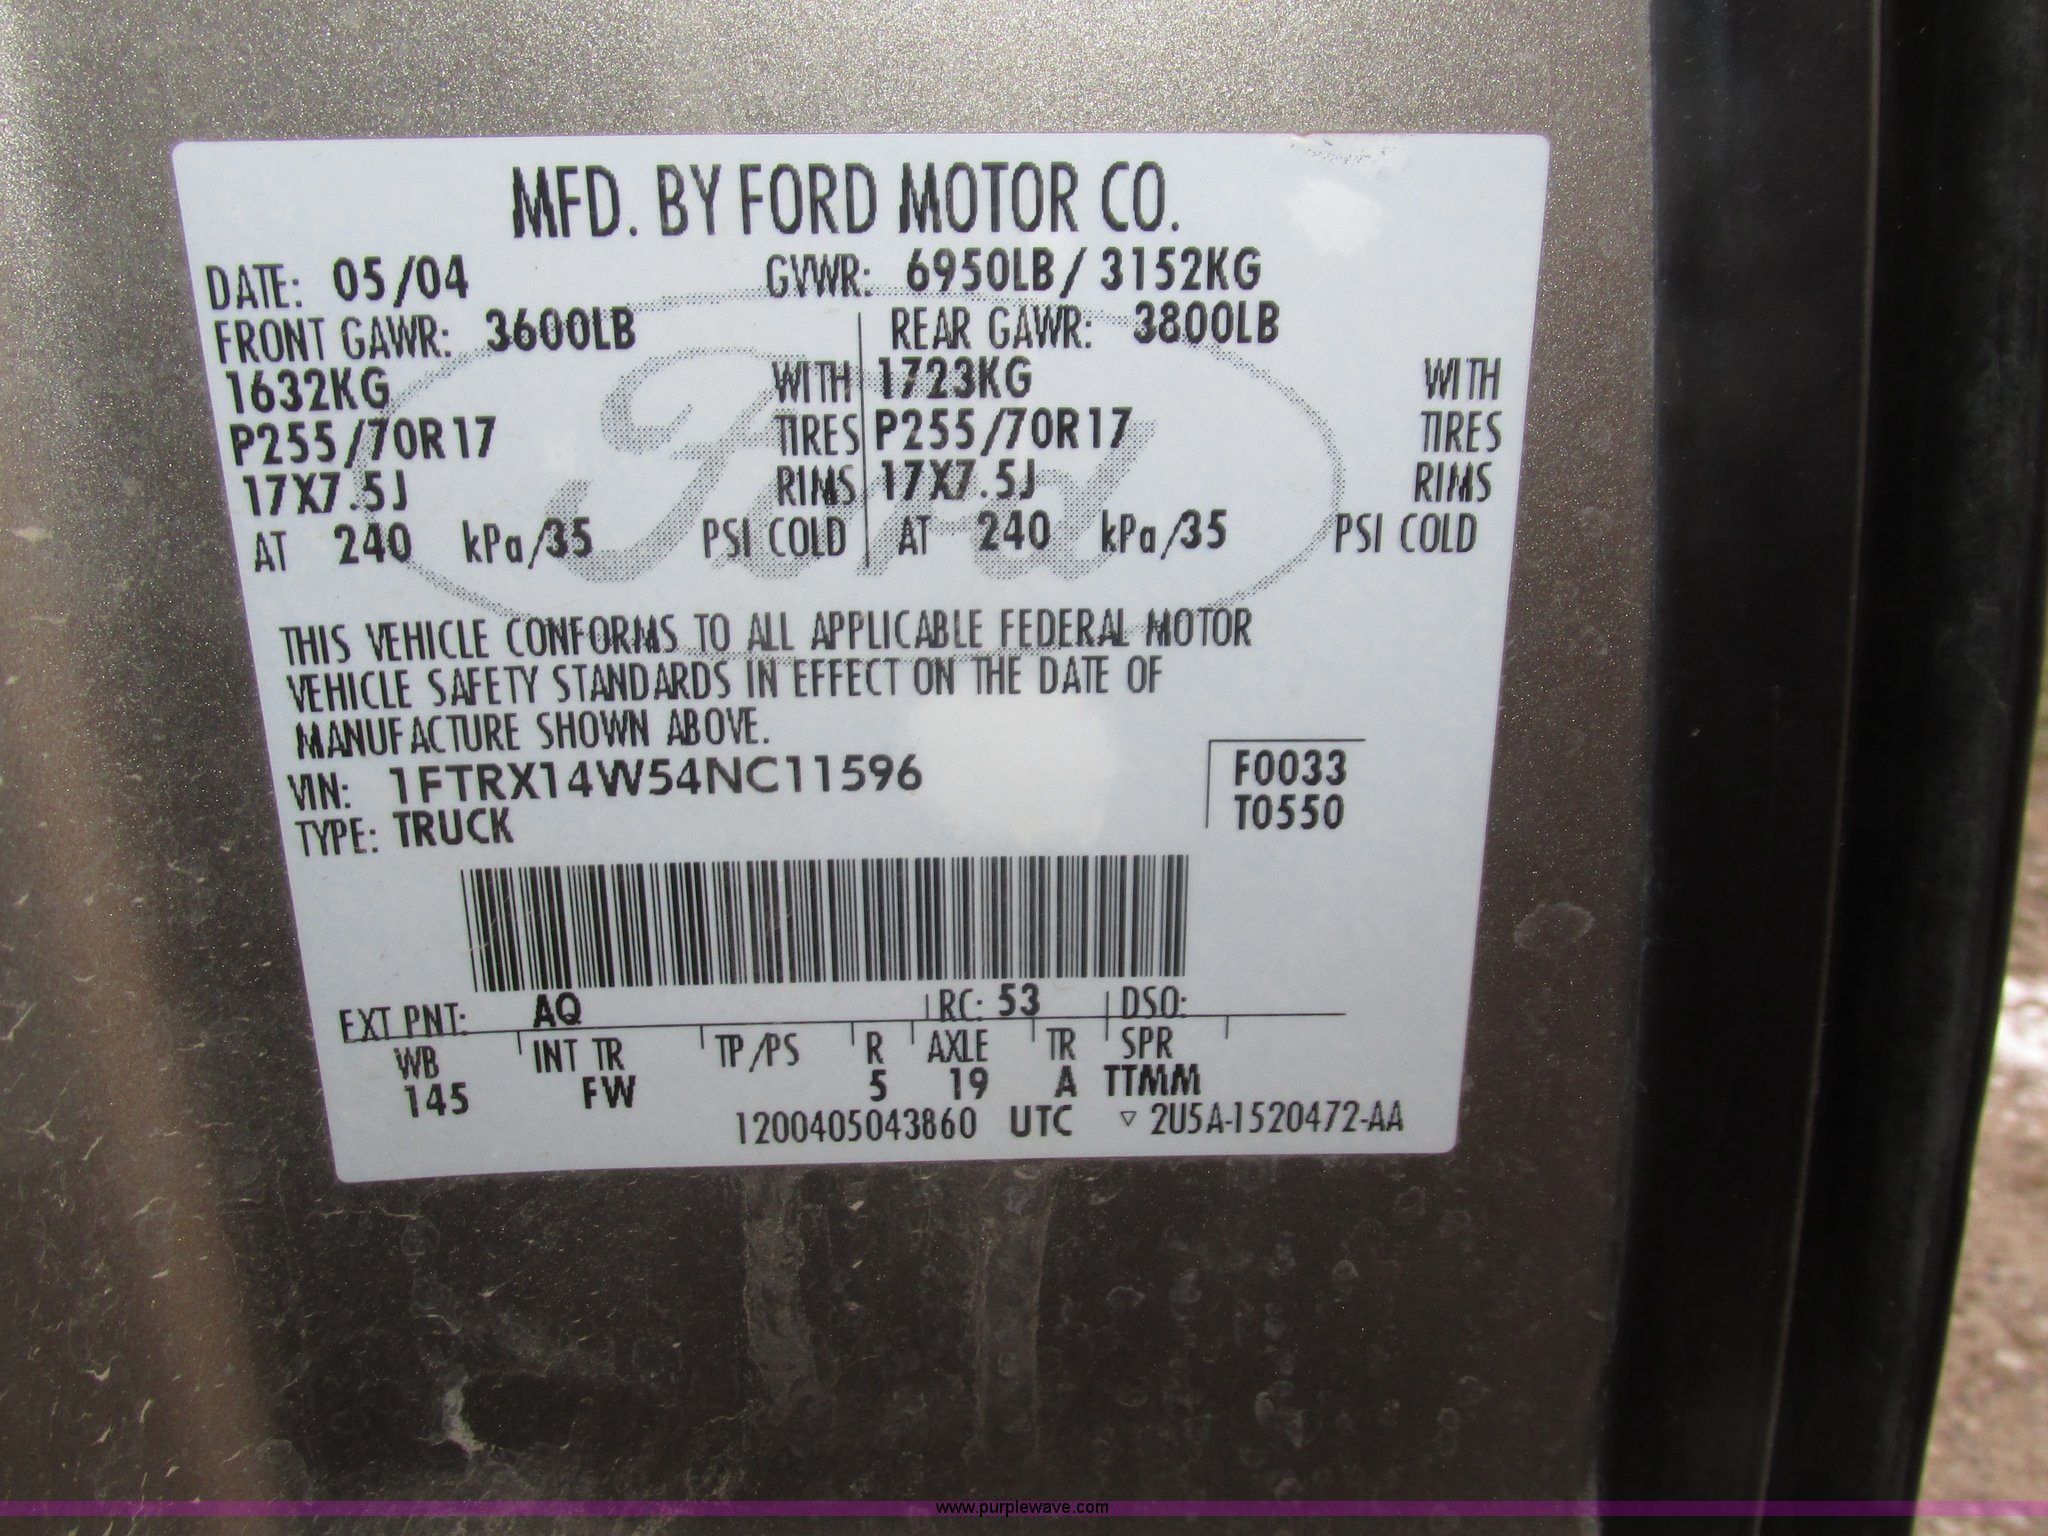 MFD. BY FORD MOTOR CO.
DATE: 05/04 GVWR: 6950LB/ 3152KG
FRONT GAWR: 3600LB REAR GAWR: 3800LB
1632KG WITH 1723KG WITH
P255/70R17 TIRES P255/70R17 TIRES
17X7.5J RIMS 17X7.5J RIMS
AT 240 kPa/35 PSI COLD AT 240 kPa/35 PSI COLD
Ford
THIS VEHICLE CONFORMS TO ALL APPLICABLE FEDERAL MOTOR
VEHICLE SAFETY STANDARDS IN EFFECT ON THE DATE OF
MANUFACTURE SHOWN ABOVE.
VIN: 1FTRX14W54NC11596 F0033
TYPE: TRUCK T0550
EXT PNT: AQ RC: 53 DSO:
WB INT TR TP/PS R AXLE TR SPR
145 FW 5 19 A TTMM
1200405043860 UTC ▽ 2U5A-1520472-AA
www.purplewave.com